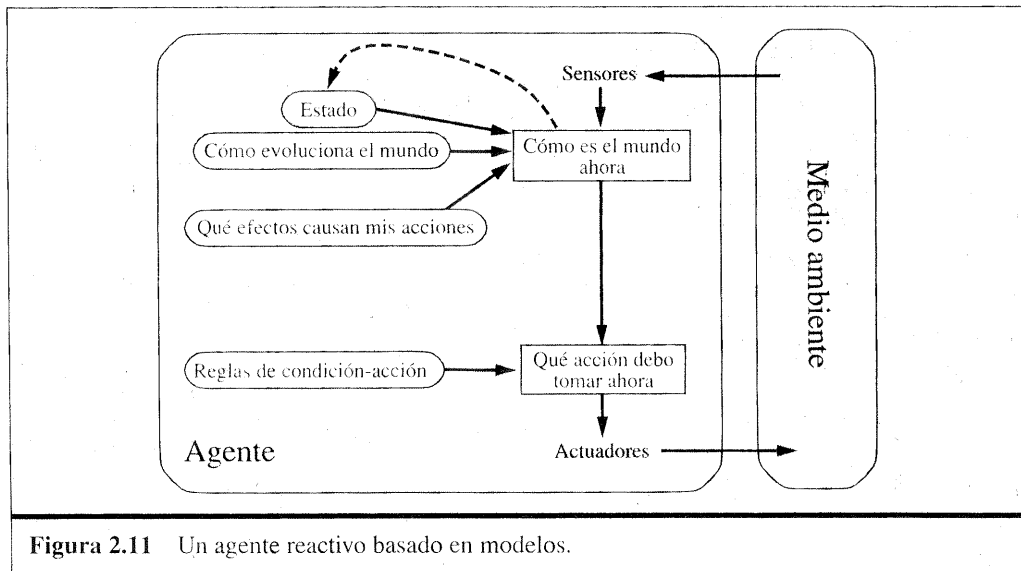 Sensores
Estado
Cómo evoluciona el mundo
Cómo es el mundo
ahora
Qué efectos causan mis acciones
Medio ambiente
Reglas de condición-acción
Qué acción debo
tomar ahora
Agente
Actuadores
Figura 2.11 Un agente reactivo basado en modelos.